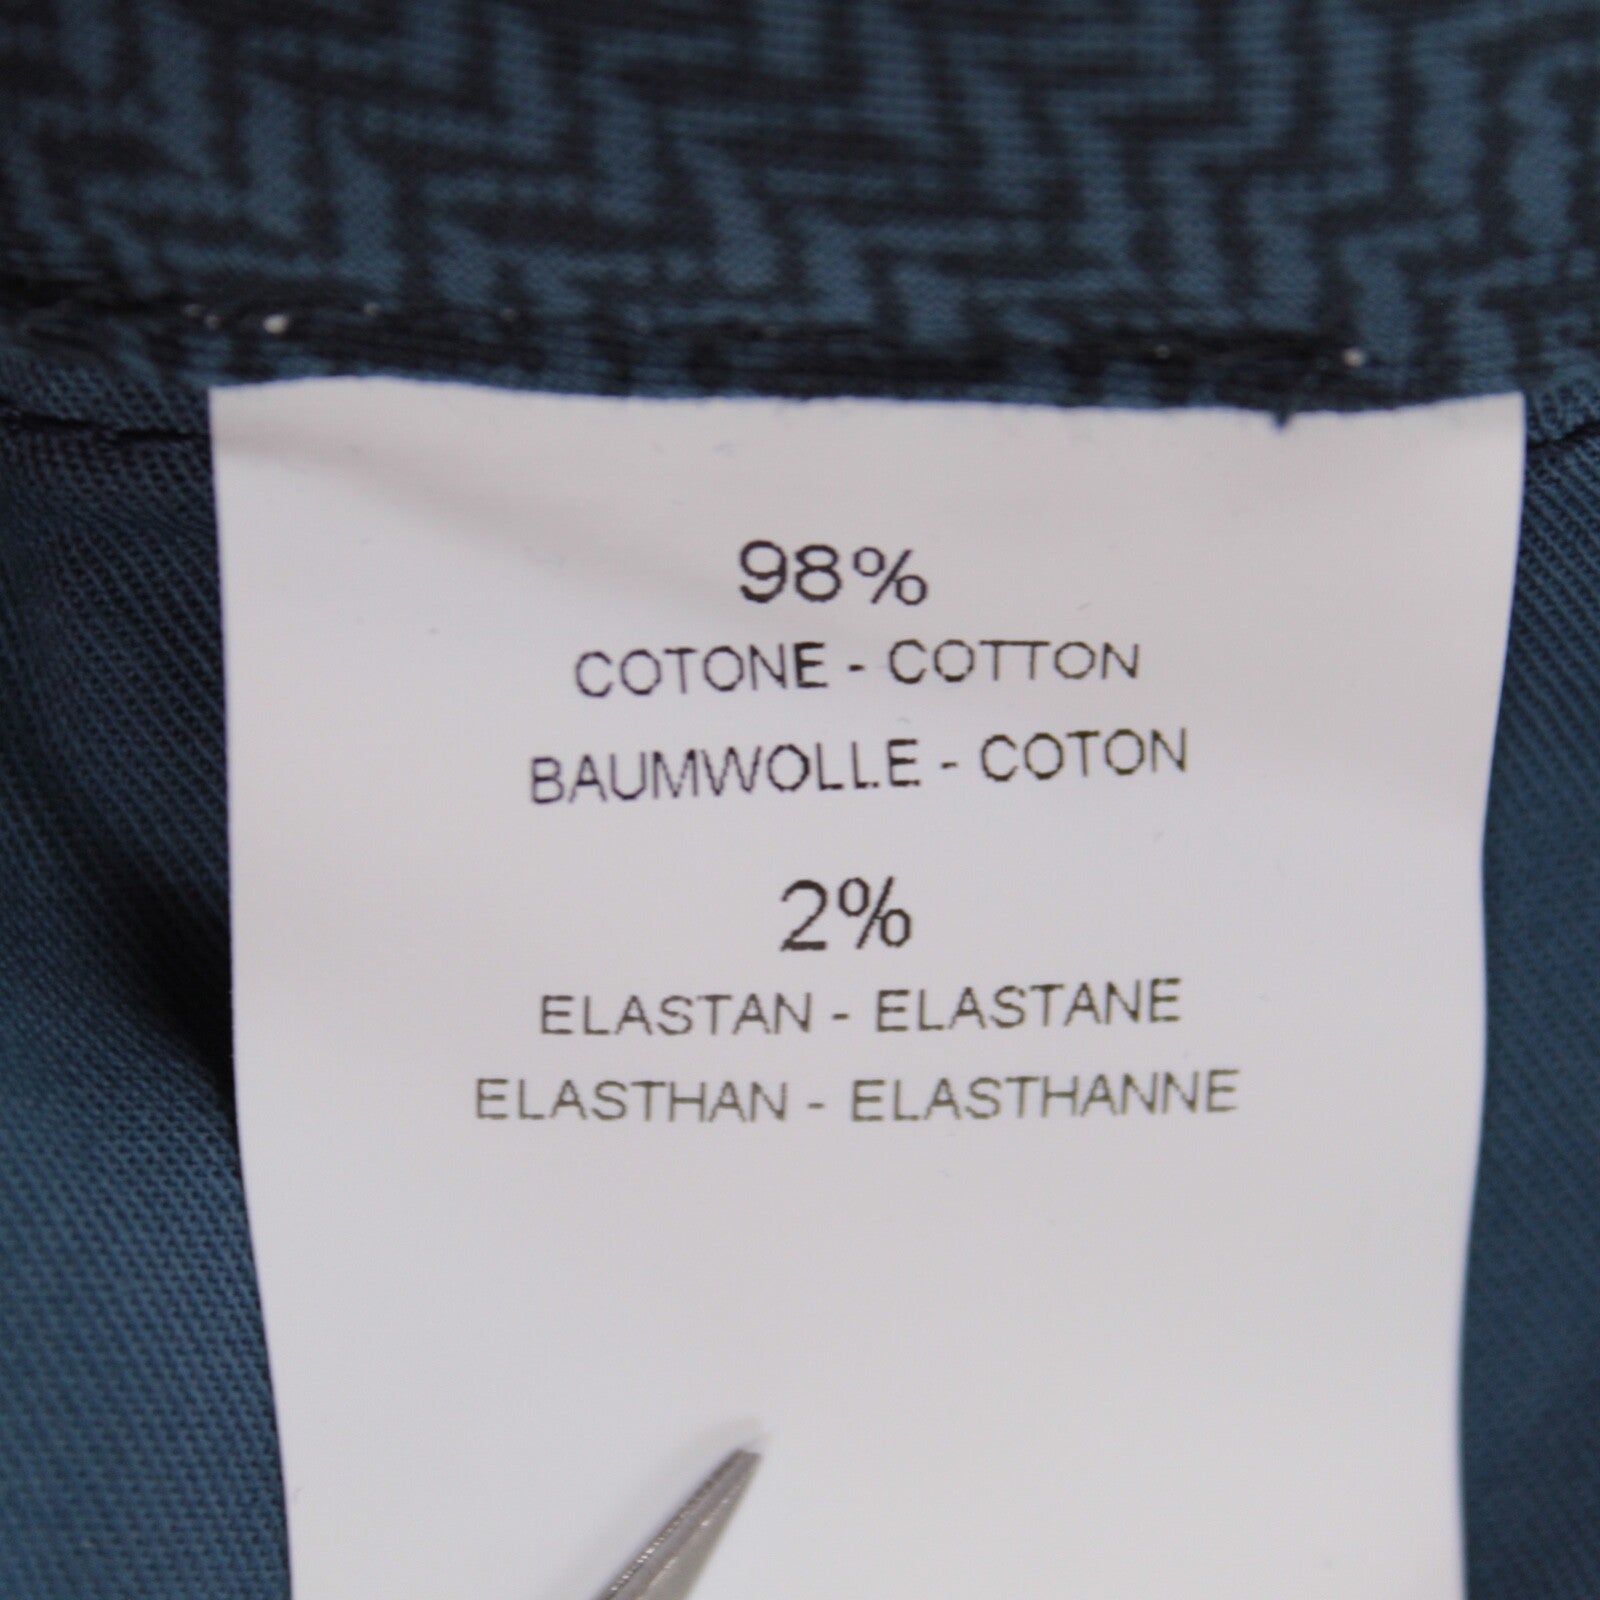 98%
COTONE - COTTON
BAUMWOLLE - COTON
2%
ELASTAN - ELASTANE
ELASTHAN - ELASTHANNE